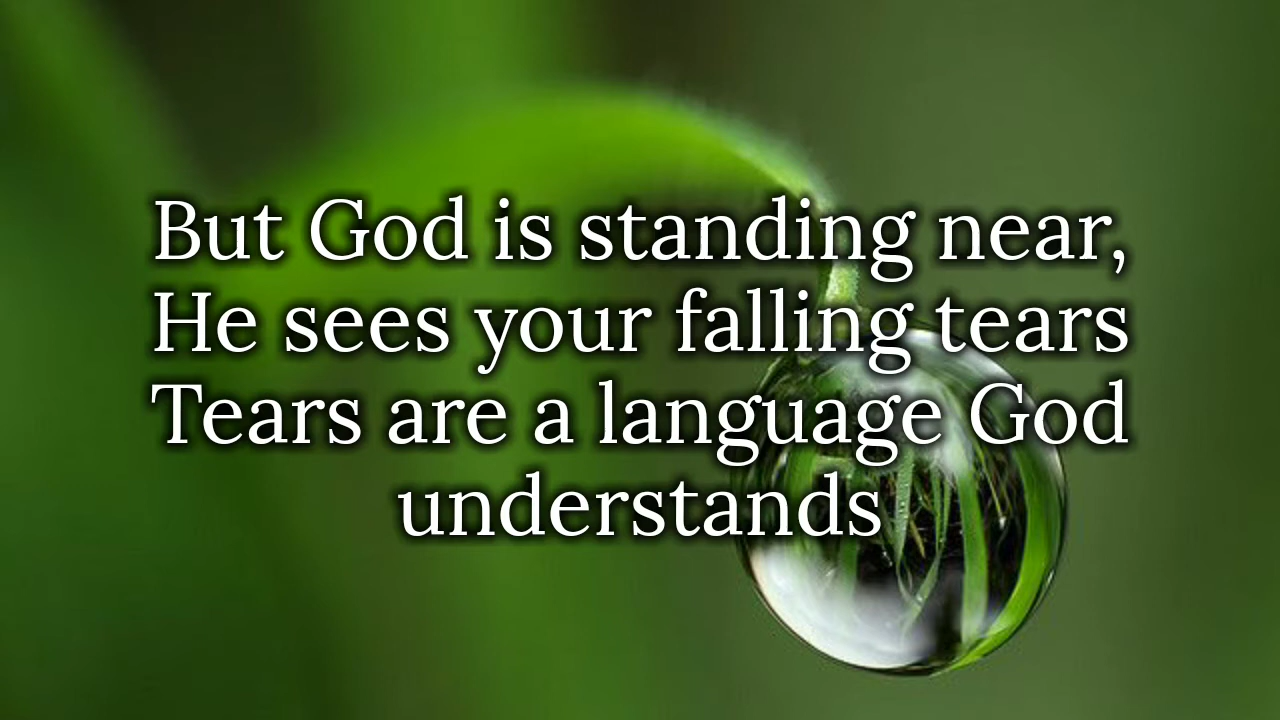 But God is standing near,
He sees your falling tears
Tears are a language God
understands